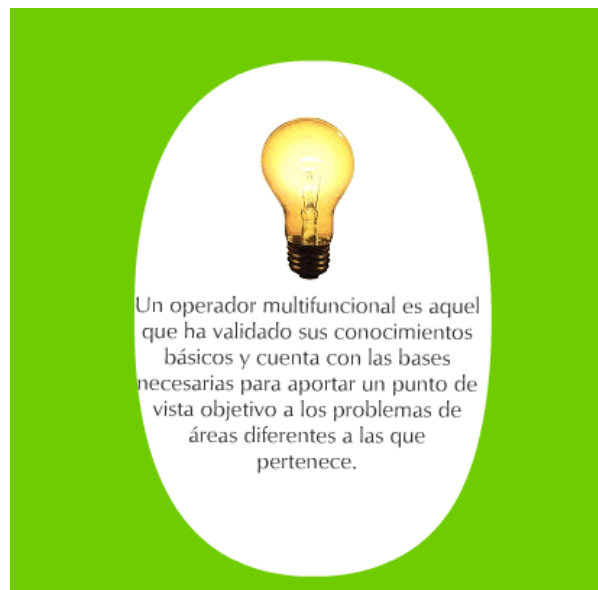 Un operador multifuncional es aquel
que ha validado sus conocimientos
básicos y cuenta con las bases
necesarias para aportar un punto de
vista objetivo a los problemas de
áreas diferentes a las que
pertenece.